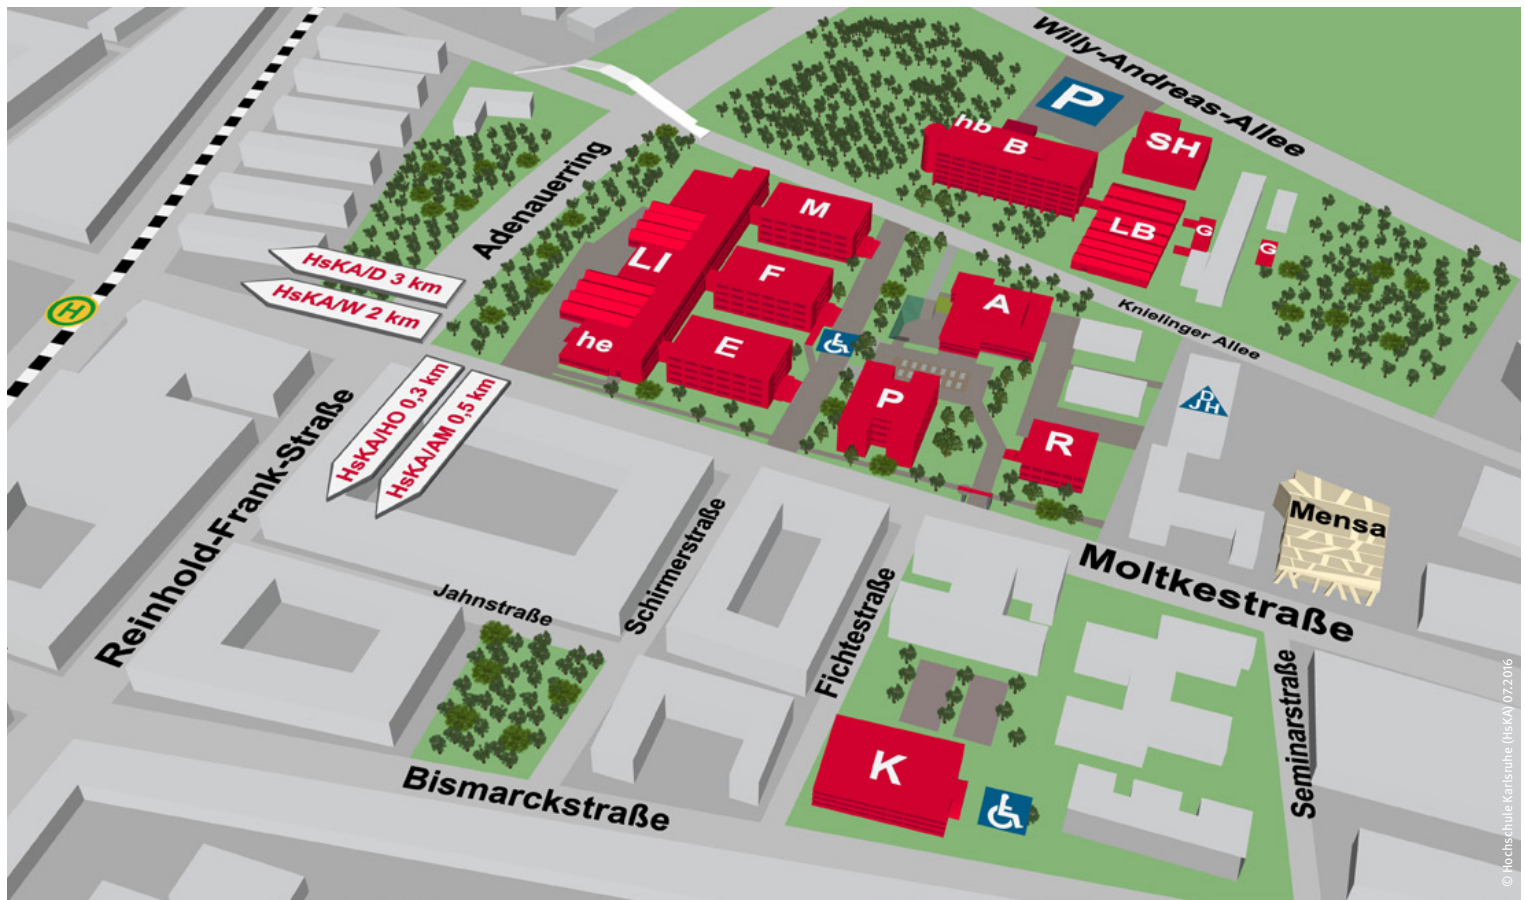 Willy-Andreas-Allee
P
hb
B
SH
Adenauerring
M
LB
G
G
LI
F
A
HsKA/D 3 km
HsKA/W 2 km
H
Knielinger Allee
he
E
P
D
JH
R
HsKA/HO 0,3 km
HsKA/AM 0,5 km
Reinhold-Frank-Straße
Mensa
Moltkestraße
Schirmerstraße
Jahnstraße
Fichtestraße
Seminarstraße
K
Bismarckstraße
© Hochschule Karlsruhe (HsKA) 07.2016